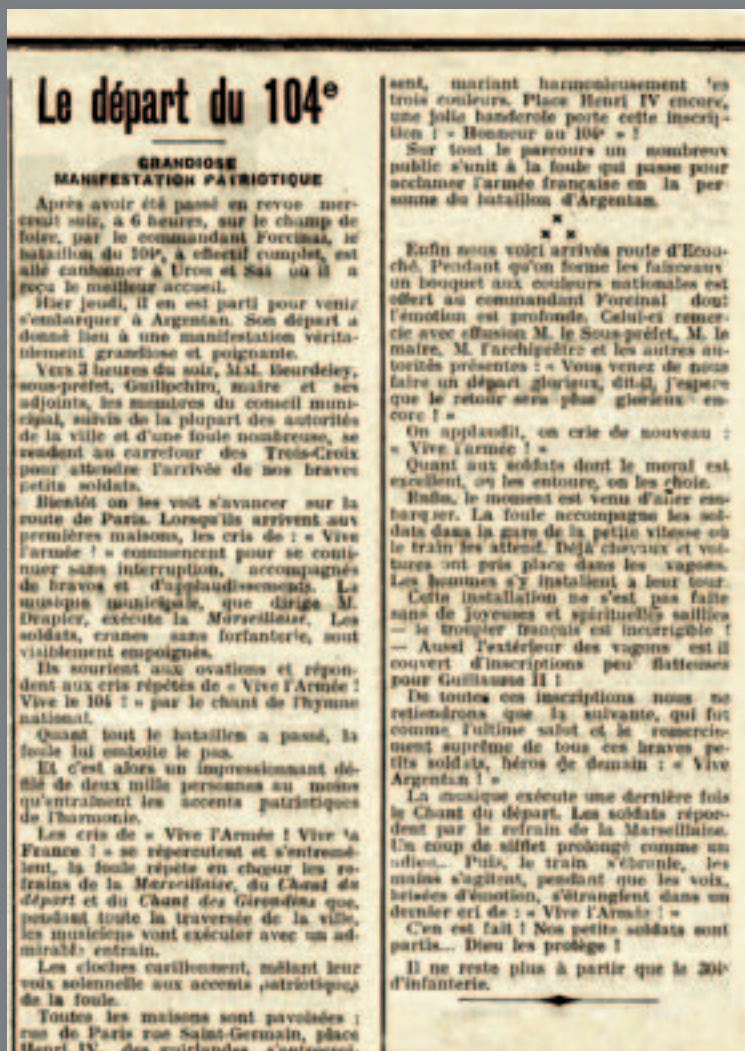 Le départ du 104e
GRANDIOSE
MANIFESTATION PATRIOTIQUE
Après avoir été passé en revue mer-
credi soir, à 6 heures, sur le champ de
foire, par le commandant Forcinal, le
bataillon du 104e, à effectif complet, est
allé cantonner à Urou et Sai où il a
reçu le meilleur accueil.
Hier jeudi, il en est parti pour venir
s'embarquer à Argentan. Son départ a
donné lieu à une manifestation vérita-
blement grandiose et poignante.
Vers 3 heures du soir, MM. Beurdeley,
sous-préfet, Guilpchin, maire et ses
adjoints, les membres du conseil muni-
cipal, suivis de la plupart des autorités
de la ville et d'une foule nombreuse, se
rendent au carrefour des Trois-Croix
pour attendre l'arrivée de nos braves
petits soldats.
Bientôt on les voit s'avancer sur la
route de Paris. Lorsqu'ils arrivent aux
premières maisons, les cris de : « Vive
l'armée ! » commencent pour se conti-
nuer sans interruption, accompagnés
de bravos et d'applaudissements. La
musique municipale, que dirige M.
Drapier, exécute la Marseillaise. Les
soldats, cranes sans forfanterie, sont
visiblement empoignés.
Ils sourient aux ovations et répon-
dent aux cris répétés de « Vive l'Armée !
Vive le 104 ! » par le chant de l'hymne
national.
Quant tout le bataillon a passé, la
foule lui emboite le pas.
Et c'est alors un impressionnant dé-
filé de deux mille personnes au moins
qu'entraînent les accents patriotiques
de l'harmonie.
Les cris de « Vive l'Armée ! Vive la
France ! » se répercutent et s'entremê-
lent, la foule répète en chœur les re-
frains de la Marseillaise, du Chant du
départ et du Chant des Girondins que,
pendant toute la traversée de la ville,
les musiciens vont exécuter avec un ad-
mirable entrain.
Les cloches carillonnent, mêlant leur
voix solennelle aux accents patriotiques
de la foule.
Toutes les maisons sont pavoisées :
rue de Paris rue Saint-Germain, place
Henri IV, des guirlandes s'entrecroi-
sent, mariant harmonieusement les
trois couleurs. Place Henri IV encore,
une jolie banderole porte cette inscrip-
tion : « Honneur au 104e » !
Sur tout le parcours un nombreux
public s'unit à la foule qui passe pour
acclamer l'armée française en la per-
sonne du bataillon d'Argentan.
Enfin nous voici arrivés route d'Ecou-
ché. Pendant qu'on forme les faisceaux
un bouquet aux couleurs nationales est
offert au commandant Forcinal dont
l'émotion est profonde. Celui-ci remer-
cie avec effusion M. le Sous-préfet, M. le
maire, M. l'archiprêtre et les autres au-
torités présentes : « Vous venez de nous
faire un départ glorieux, dit-il, j'espère
que le retour sera plus glorieux en-
core ! »
On applaudit, on crie de nouveau :
« Vive l'armée ! »
Quant aux soldats dont le moral est
excellent, on les entoure, on les choie.
Enfin, le moment est venu d'aller em-
barquer. La foule accompagne les sol-
dats dans la gare de la petite vitesse où
le train les attend. Déjà chevaux et voi-
tures ont pris place dans les vagons.
Les hommes s'y installent à leur tour.
Cette installation ne s'est pas faite
sans de joyeuses et spirituelles saillies
— le troupier français est incorrigible !
— Aussi l'extérieur des vagons est il
couvert d'inscriptions peu flatteuses
pour Guillaume II !
De toutes ces inscriptions nous ne
retiendrons que la suivante, qui fut
comme l'ultime salut et le remercie-
ment suprême de tous ces braves pe-
tits soldats, héros de demain : « Vive
Argentan ! »
La musique exécute une dernière fois
le Chant du départ. Les soldats répon-
dent par le refrain de la Marseillaise.
Un coup de sifflet prolongé comme un
adieu... Puis, le train s'ébranle, les
mains s'agitent, pendant que les voix,
brisées d'émotion, s'étranglent dans un
dernier cri de : « Vive l'Armée ! »
C'en est fait ! Nos petits soldats sont
partis... Dieu les protège !
Il ne reste plus à partir que le 304e
d'infanterie.